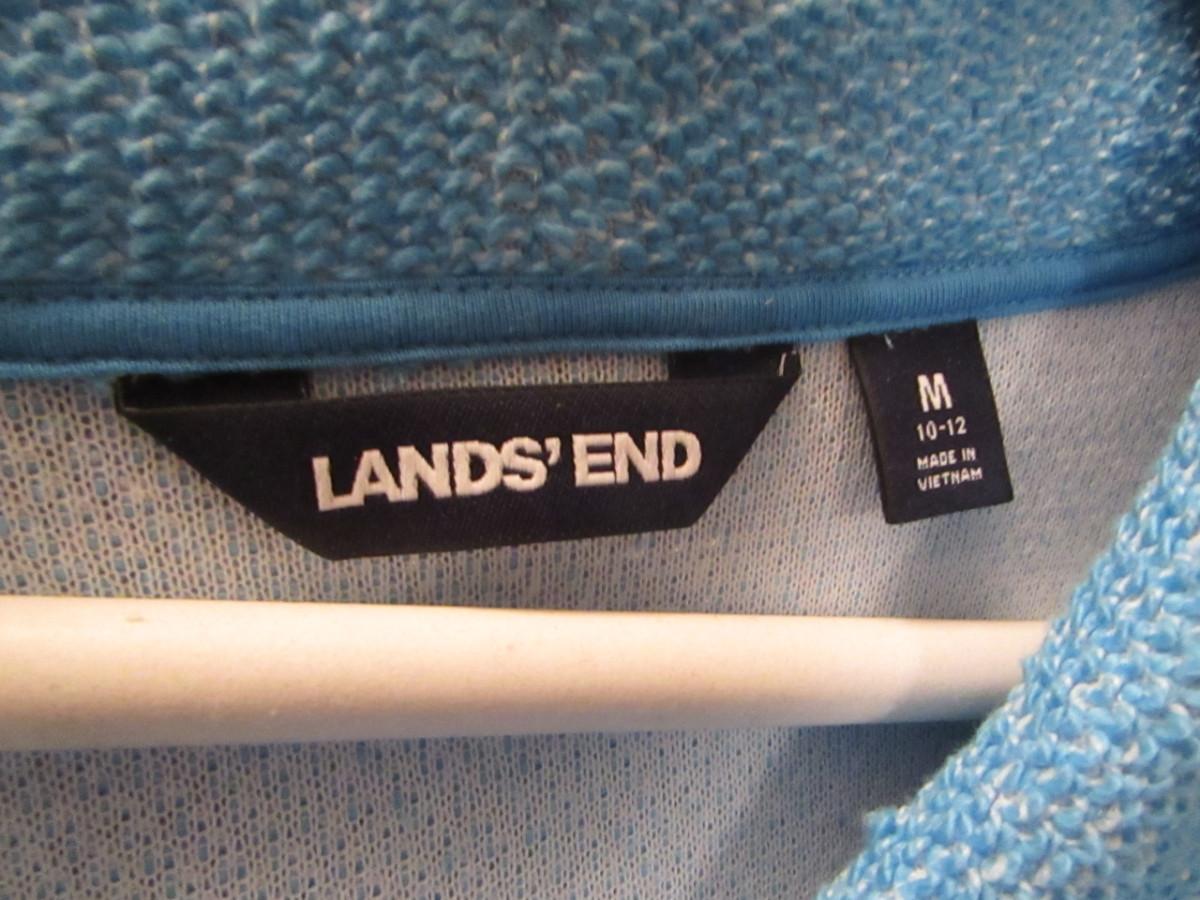 LANDS' END
M
10-12
MADE IN
VIETNAM